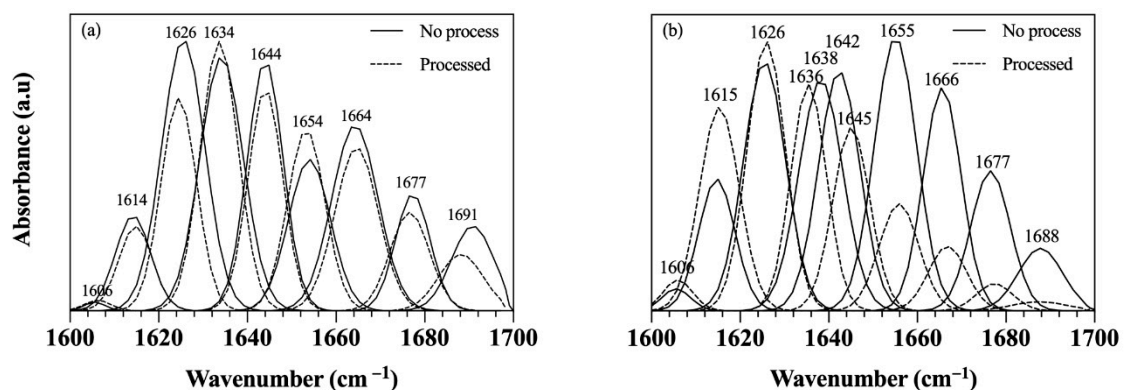 (a)
No process
Processed
1626
1634
1644
1654
1664
1614
1677
1691
1606
Absorbance (a.u)
1600 1620 1640 1660 1680 1700
Wavenumber (cm −1)
(b)
No process
Processed
1626
1655
1642
1638
1636
1615
1645
1666
1677
1688
1606
1600 1620 1640 1660 1680 1700
Wavenumber (cm −1)